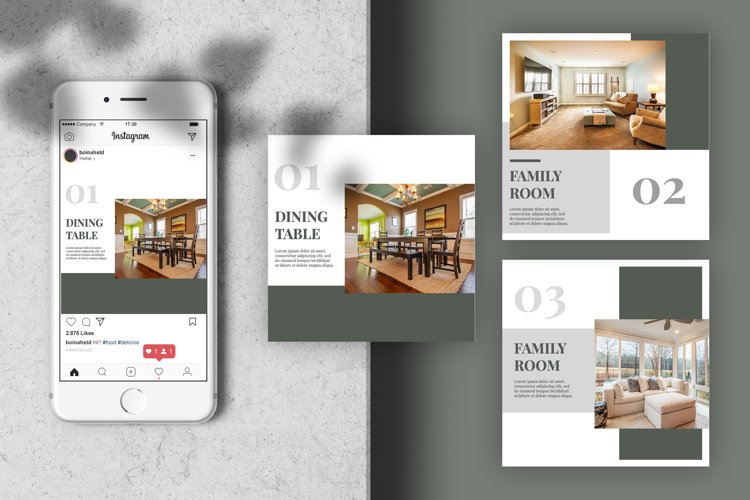 Company
17:38
Instagram
boinahstd
Home >
01
DINING
TABLE
Lorem ipsum dolor sit amet,
consectetur adipiscing elit, sed
do eiusmod tempor incididunt ut
labore et dolore magna aliqua.
2.875 Likes
boinahstd Hi!! #food #delicios
1 1
01
DINING
TABLE
Lorem ipsum dolor sit amet,
consectetur adipiscing elit, sed
do eiusmod tempor incididunt ut
labore et dolore magna aliqua.
FAMILY
ROOM
Lorem ipsum dolor sit amet,
consectetur adipiscing elit, sed
do eiusmod tempor incididunt ut
labore et dolore magna aliqua.
02
03
FAMILY
ROOM
Lorem ipsum dolor sit amet,
consectetur adipiscing elit, sed
do eiusmod tempor incididunt ut
labore et dolore magna aliqua.